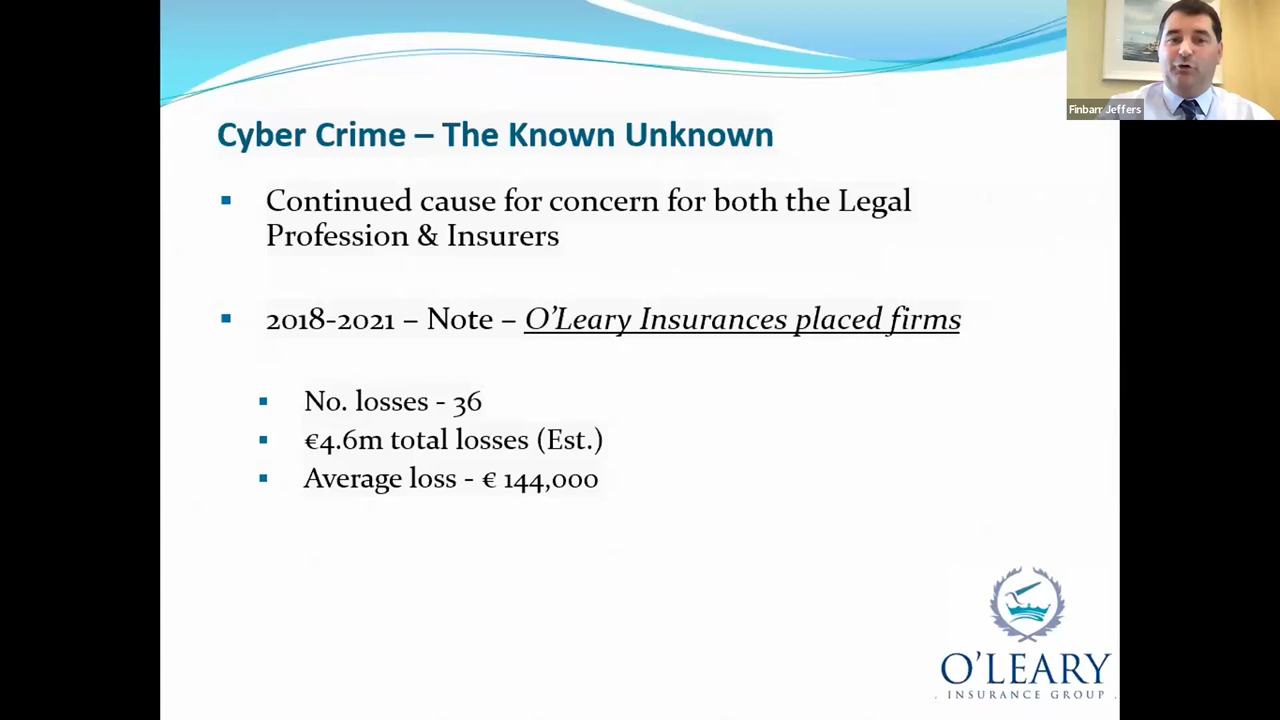 Finbarr Jeffers
Cyber Crime – The Known Unknown
▪ Continued cause for concern for both the Legal
Profession & Insurers
▪ 2018-2021 – Note – O’Leary Insurances placed firms
▪ No. losses - 36
▪ €4.6m total losses (Est.)
▪ Average loss - € 144,000
O’LEARY
. INSURANCE GROUP .